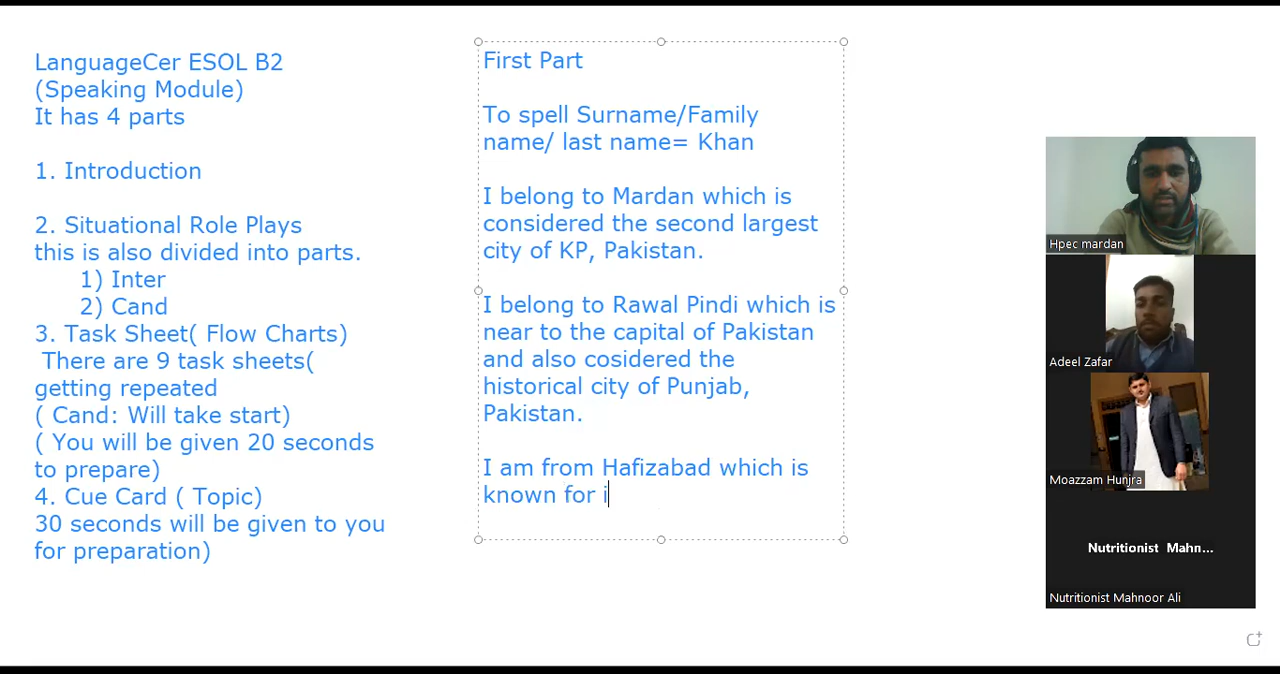 LanguageCer ESOL B2
(Speaking Module)
It has 4 parts
1. Introduction
2. Situational Role Plays
this is also divided into parts.
1) Inter
2) Cand
3. Task Sheet( Flow Charts)
There are 9 task sheets(
getting repeated
( Cand: Will take start)
( You will be given 20 seconds
to prepare)
4. Cue Card ( Topic)
30 seconds will be given to you
for preparation)
First Part
To spell Surname/Family
name/ last name= Khan
I belong to Mardan which is
considered the second largest
city of KP, Pakistan.
I belong to Rawal Pindi which is
near to the capital of Pakistan
and also cosidered the
historical city of Punjab,
Pakistan.
I am from Hafizabad which is
known for i
Hpec mardan
Adeel Zafar
Moazzam Hunjra
Nutritionist Mahn...
Nutritionist Mahnoor Ali